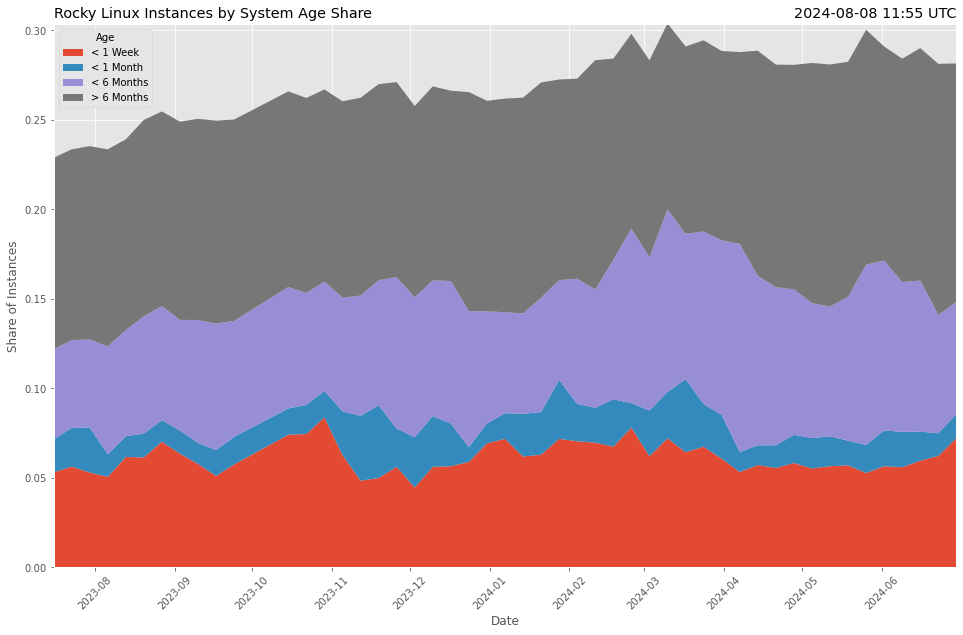 Rocky Linux Instances by System Age Share
2024-08-08 11:55 UTC
Age
< 1 Week
< 1 Month
< 6 Months
> 6 Months
0.30
0.25
0.20
0.15
0.10
0.05
0.00
Share of Instances
2023-08
2023-09
2023-10
2023-11
2023-12
2024-01
2024-02
2024-03
2024-04
2024-05
2024-06
Date